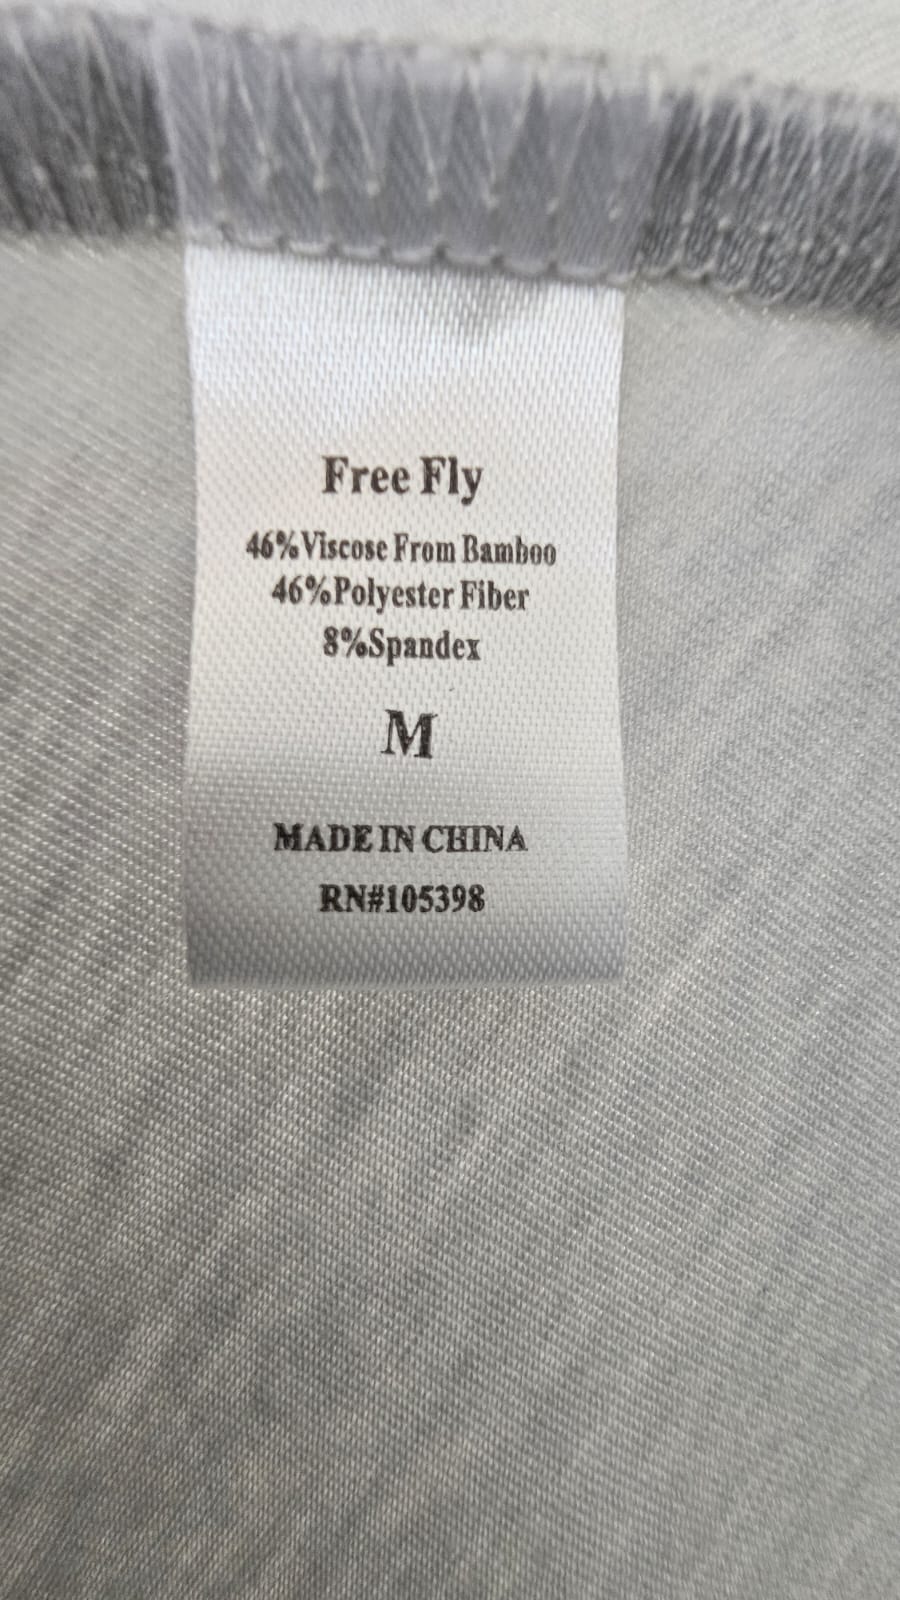 Free Fly
46%Viscose From Bamboo
46%Polyester Fiber
8%Spandex
M
MADE IN CHINA
RN#105398